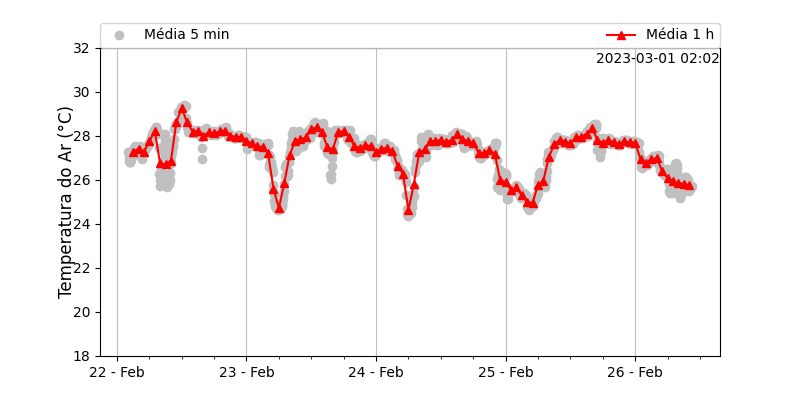 Média 5 min
Média 1 h
2023-03-01 02:02
Temperatura do Ar (°C)
32
30
28
26
24
22
20
18
22 - Feb
23 - Feb
24 - Feb
25 - Feb
26 - Feb